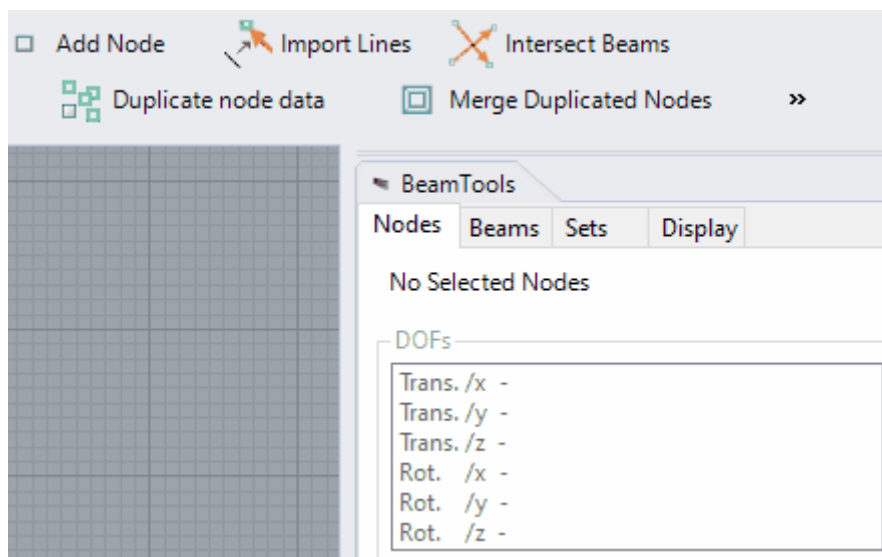 Add Node Import Lines Intersect Beams
Duplicate node data Merge Duplicated Nodes »
BeamTools
Nodes Beams Sets Display
No Selected Nodes
DOFs
Trans. /x -
Trans. /y -
Trans. /z -
Rot. /x -
Rot. /y -
Rot. /z -